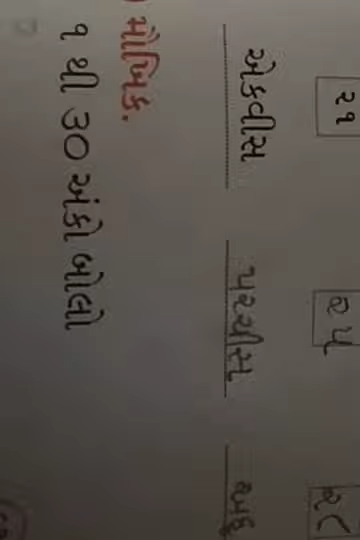 ૨૧ ૨૫ ૨૮
એકવીસ પચ્ચીસ
મૌખિક.
૧ થી ૩૦ અંકો બોલો